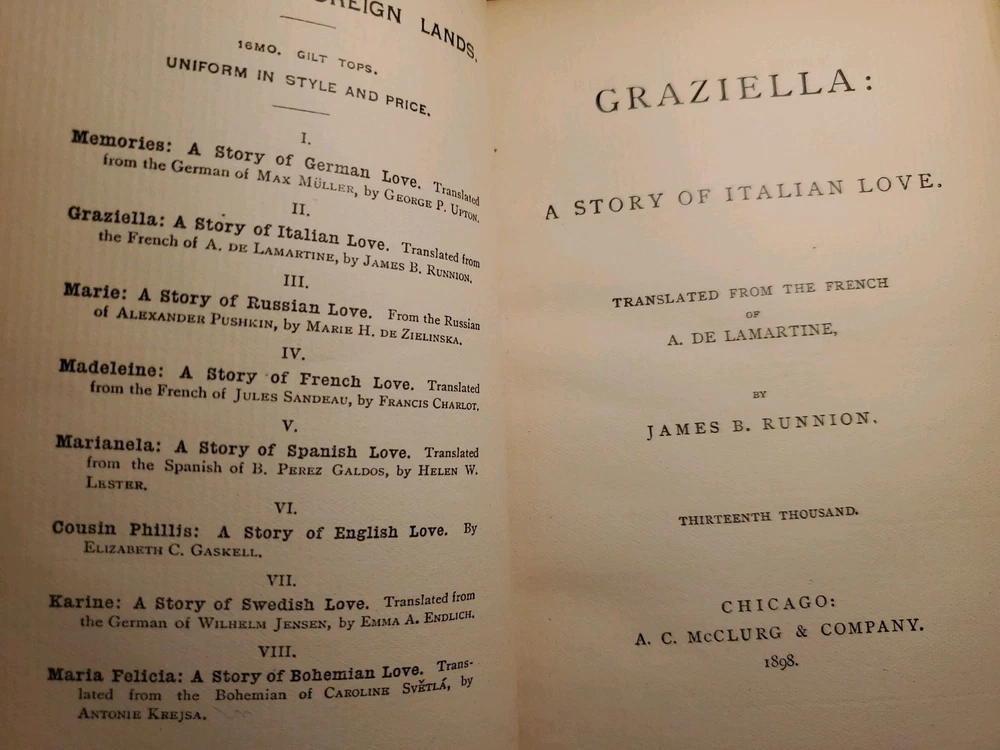 LANDS.
16MO. GILT TOPS.
UNIFORM IN STYLE AND PRICE.
I.
Memories: A Story of German Love. Translated
from the German of MAX MÜLLER, by GEORGE P. UPTON.
II.
Graziella: A Story of Italian Love. Translated from
the French of A. DE LAMARTINE, by JAMES B. RUNNION.
III.
Marie: A Story of Russian Love. From the Russian
of ALEXANDER PUSHKIN, by MARIE H. DE ZIELINSKA.
IV.
Madeleine: A Story of French Love. Translated
from the French of JULES SANDEAU, by FRANCIS CHARLOT.
V.
Marianela: A Story of Spanish Love. Translated
from the Spanish of B. PEREZ GALDOS, by HELEN W.
LESTER.
VI.
Cousin Phillis: A Story of English Love. By
ELIZABETH C. GASKELL.
VII.
Karine: A Story of Swedish Love. Translated from
the German of WILHELM JENSEN, by EMMA A. ENDLICH.
VIII.
Maria Felicia: A Story of Bohemian Love. Trans-
lated from the Bohemian of CAROLINE SVĚTLÁ, by
ANTONIE KREJSA.
GRAZIELLA:
A STORY OF ITALIAN LOVE.
TRANSLATED FROM THE FRENCH
OF
A. DE LAMARTINE,
BY
JAMES B. RUNNION.
THIRTEENTH THOUSAND.
CHICAGO:
A. C. McCLURG & COMPANY.
1898.